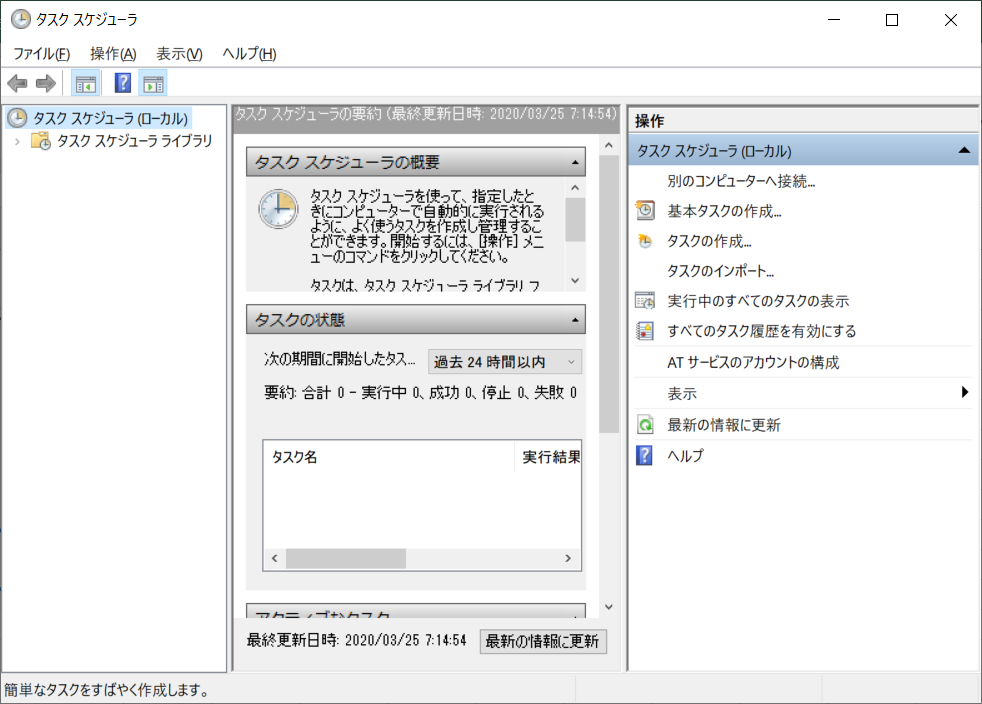 タスク スケジューラ
ファイル(F) 操作(A) 表示(V) ヘルプ(H)
タスク スケジューラ (ローカル)
タスク スケジューラ ライブラリ
タスク スケジューラの要約 (最終更新日時: 2020/03/25 7:14:54)
タスク スケジューラの概要
タスク スケジューラを使って、指定したと
きにコンピューターで自動的に実行される
ように、よく使うタスクを作成し管理するこ
とができます。開始するには、[操作] メニ
ューのコマンドをクリックしてください。
タスクは、タスク スケジューラ ライブラリ フ
タスクの状態
次の期間に開始したタス...
過去 24 時間以内
要約: 合計 0 - 実行中 0、成功 0、停止 0、失敗 0
タスク名
実行結果
アクティブなタスク
最終更新日時: 2020/03/25 7:14:54
最新の情報に更新
操作
タスク スケジューラ (ローカル)
別のコンピューターへ接続...
基本タスクの作成...
タスクの作成...
タスクのインポート...
実行中のすべてのタスクの表示
すべてのタスク履歴を有効にする
AT サービスのアカウントの構成
表示
最新の情報に更新
ヘルプ
簡単なタスクをすばやく作成します。